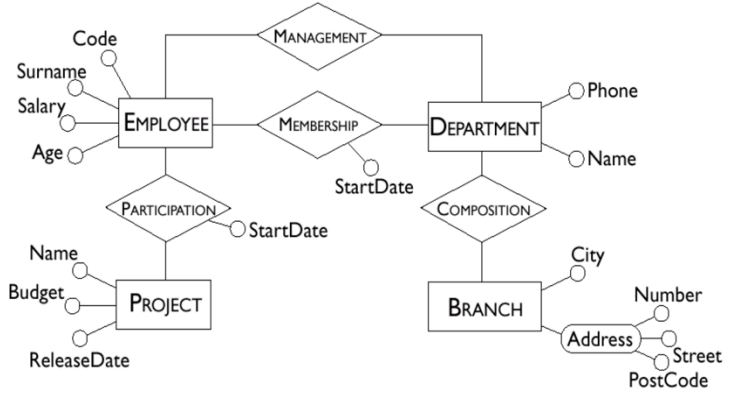 Code
MANAGEMENT
Surname
Salary
Age
EMPLOYEE
MEMBERSHIP
StartDate
DEPARTMENT
Phone
Name
PARTICIPATION
StartDate
COMPOSITION
Name
Budget
ReleaseDate
PROJECT
City
BRANCH
Address
Number
Street
PostCode